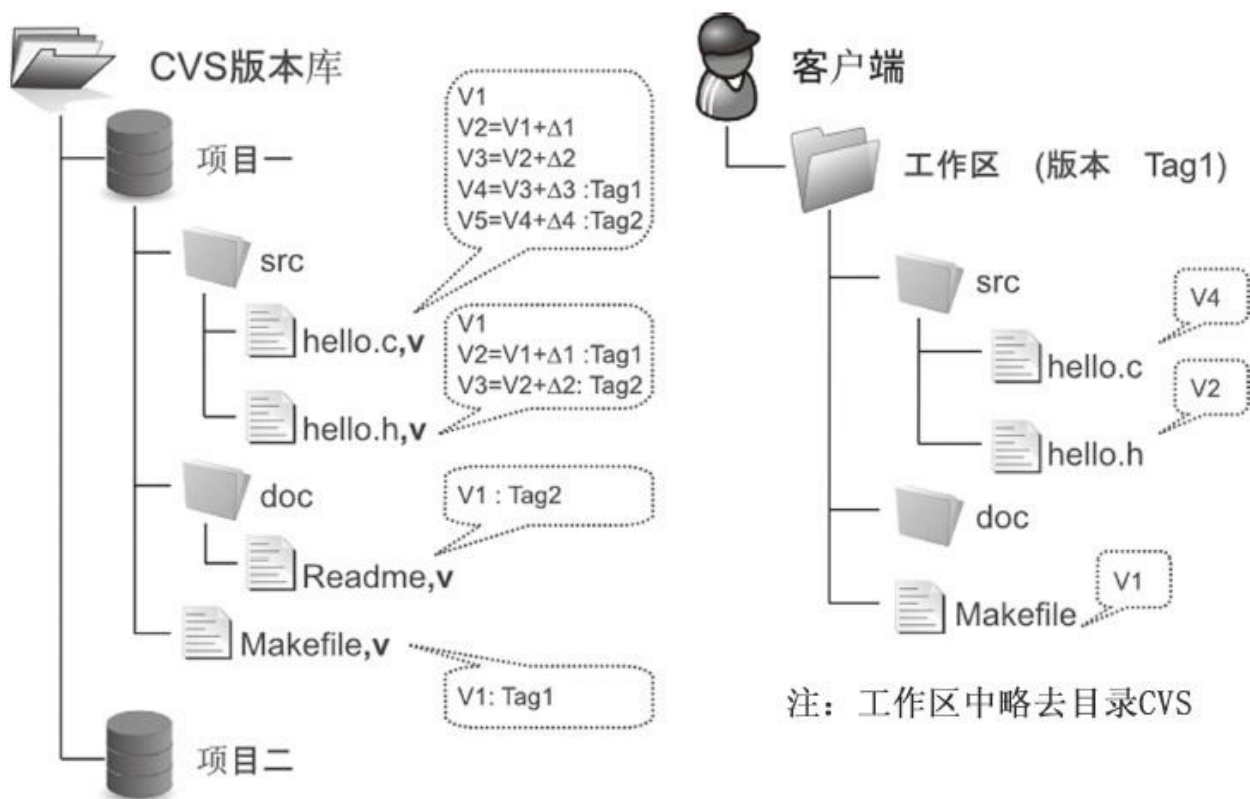 CVS版本库
项目一
V1
V2=V1+Δ1
V3=V2+Δ2
V4=V3+Δ3 :Tag1
V5=V4+Δ4 :Tag2
src
hello.c,v
V1
V2=V1+Δ1 :Tag1
V3=V2+Δ2: Tag2
hello.h,v
doc
V1 : Tag2
Readme,v
Makefile,v
V1: Tag1
项目二
客户端
工作区 (版本 Tag1)
src
V4
hello.c
V2
hello.h
doc
V1
Makefile
注: 工作区中略去目录CVS